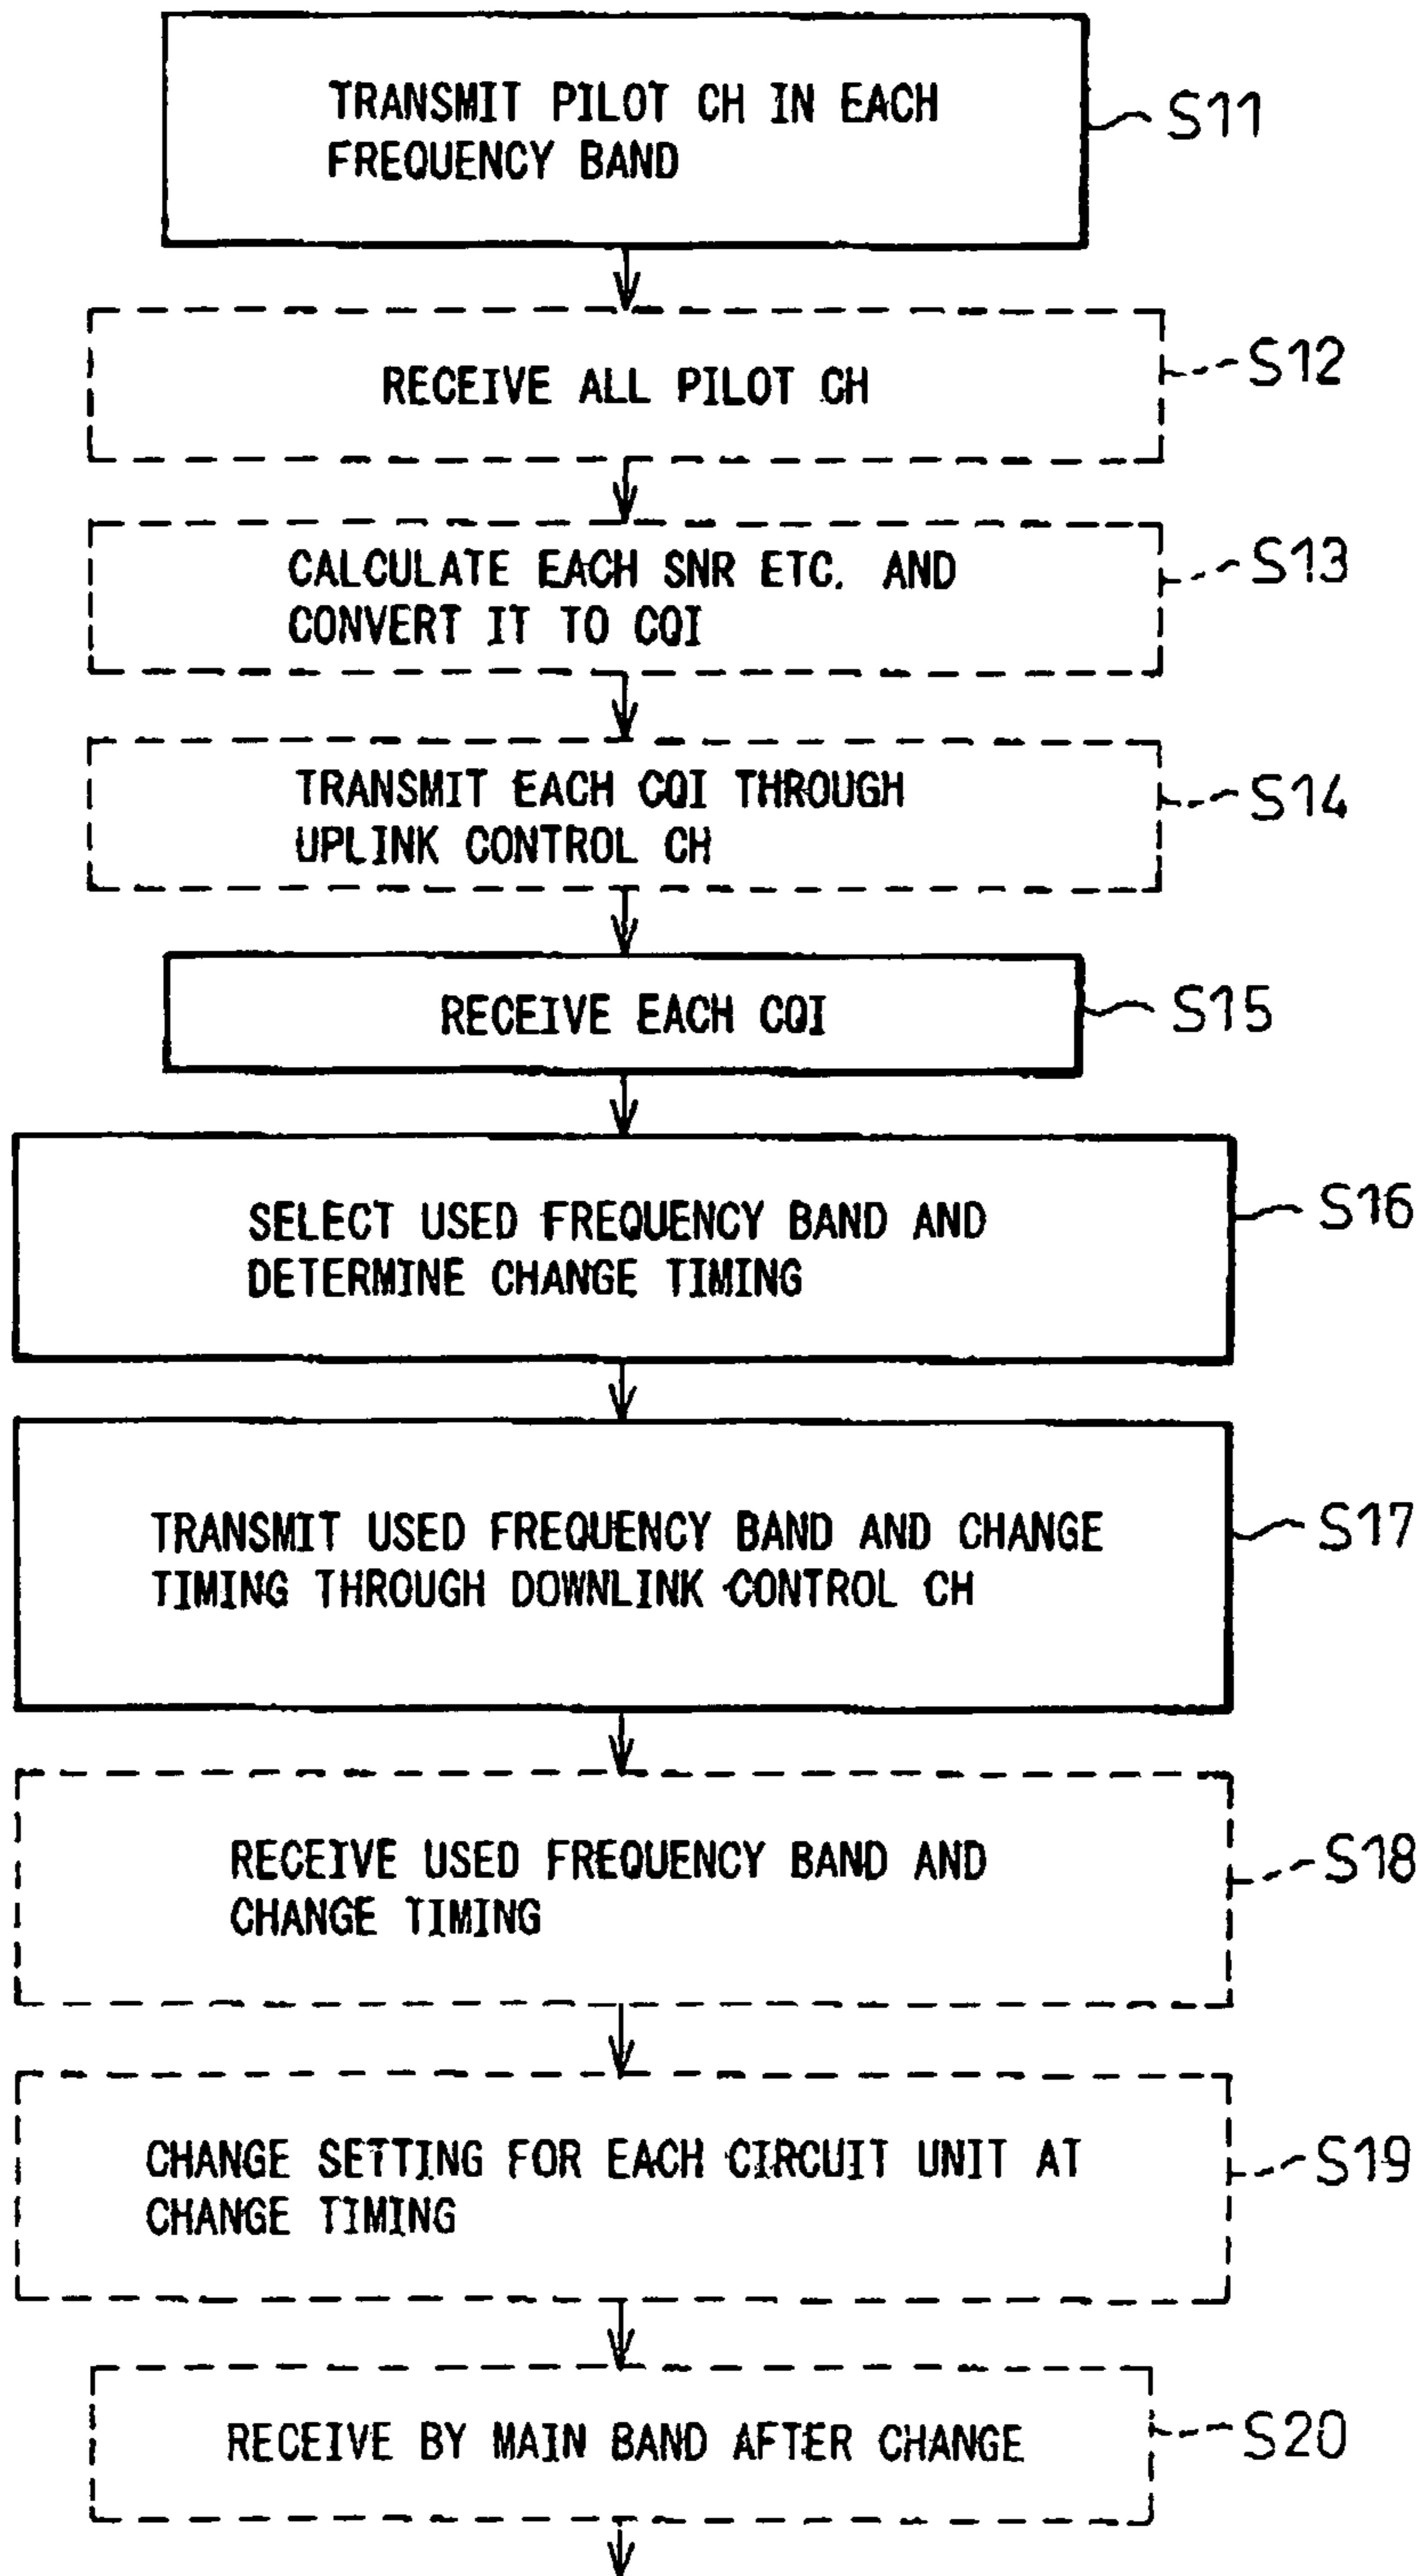 TRANSMIT PILOT CH IN EACH
FREQUENCY BAND
S11
RECEIVE ALL PILOT CH
S12
CALCULATE EACH SNR ETC. AND
CONVERT IT TO CQI
S13
TRANSMIT EACH CQI THROUGH
UPLINK CONTROL CH
S14
RECEIVE EACH CQI
S15
SELECT USED FREQUENCY BAND AND
DETERMINE CHANGE TIMING
S16
TRANSMIT USED FREQUENCY BAND AND CHANGE
TIMING THROUGH DOWNLINK CONTROL CH
S17
RECEIVE USED FREQUENCY BAND AND
CHANGE TIMING
S18
CHANGE SETTING FOR EACH CIRCUIT UNIT AT
CHANGE TIMING
S19
RECEIVE BY MAIN BAND AFTER CHANGE
S20